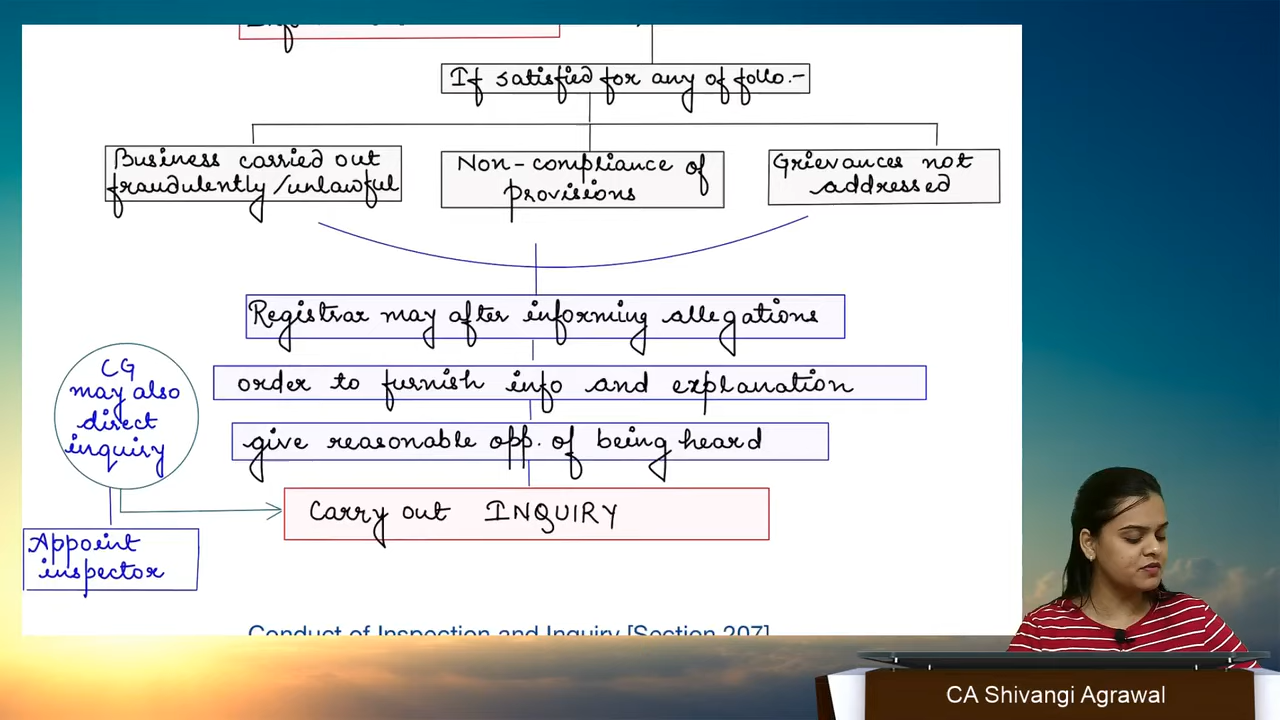 If satisfied for any of follo.-
Business carried out
fraudulently/unlawful
Non-compliance of
provisions
Grievances not
addressed
Registrar may after informing allegations
order to furnish info and explanation
give reasonable opp. of being heard
Carry out INQUIRY
CG
may also
direct
inquiry
Appoint
inspector
Conduct of Inspection and Inquiry [Section 207]
CA Shivangi Agrawal